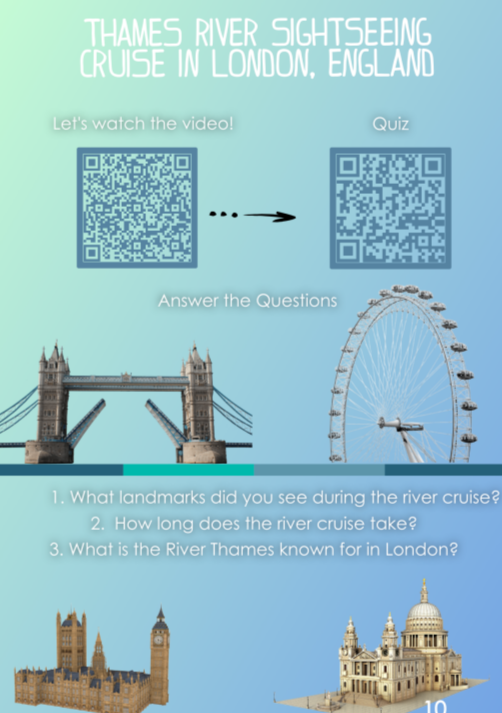 THAMES RIVER SIGHTSEEING
CRUISE IN LONDON, ENGLAND
Let's watch the video!
Quiz
Answer the Questions
1. What landmarks did you see during the river cruise?
2. How long does the river cruise take?
3. What is the River Thames known for in London?
10